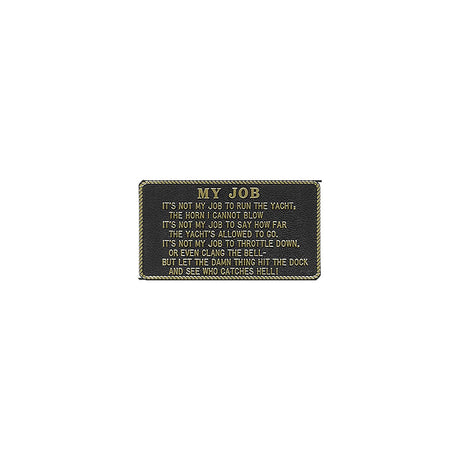 MY JOB
IT'S NOT MY JOB TO RUN THE YACHT,
THE HORN I CANNOT BLOW
IT'S NOT MY JOB TO SAY HOW FAR
THE YACHT'S ALLOWED TO GO.
IT'S NOT MY JOB TO THROTTLE DOWN,
OR EVEN CLANG THE BELL-
BUT LET THE DAMN THING HIT THE DOCK
AND SEE WHO CATCHES HELL!